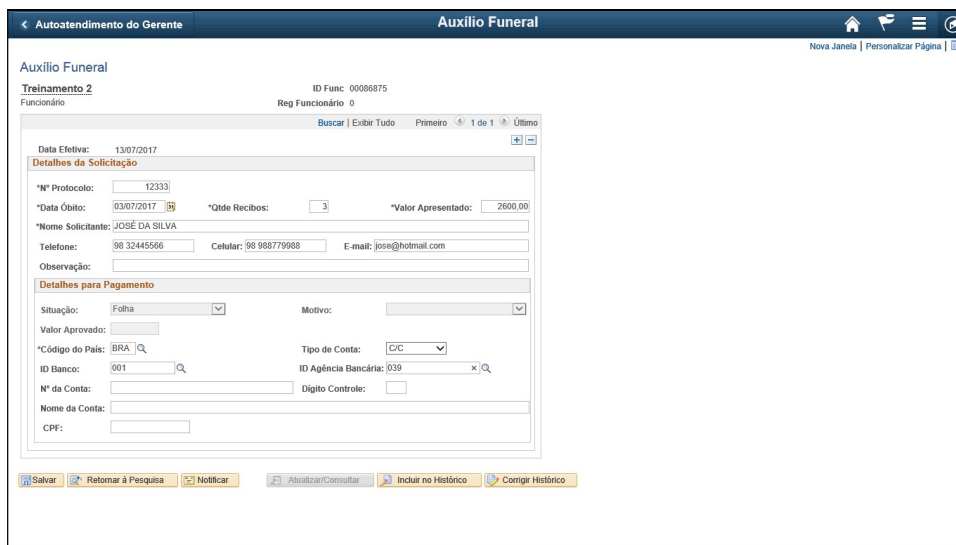 Autoatendimento do Gerente Auxílio Funeral
Nova Janela | Personalizar Página |
Auxílio Funeral
Treinamento 2 ID Func 00086875
Funcionário Reg Funcionário 0
Buscar | Exibir Tudo Primeiro 1 de 1 Último
Data Efetiva: 13/07/2017
Detalhes da Solicitação
*Nº Protocolo: 12333
*Data Óbito: 03/07/2017 *Qtde Recibos: 3 *Valor Apresentado: 2600,00
*Nome Solicitante: JOSÉ DA SILVA
Telefone: 98 32445566 Celular: 98 988779988 E-mail: jose@hotmail.com
Observação:
Detalhes para Pagamento
Situação: Folha Motivo:
Valor Aprovado:
*Código do País: BRA Tipo de Conta: C/C
ID Banco: 001 ID Agência Bancária: 039
Nº da Conta: Dígito Controle:
Nome da Conta:
CPF:
Salvar Retornar à Pesquisa Notificar Atualizar/Consultar Incluir no Histórico Corrigir Histórico